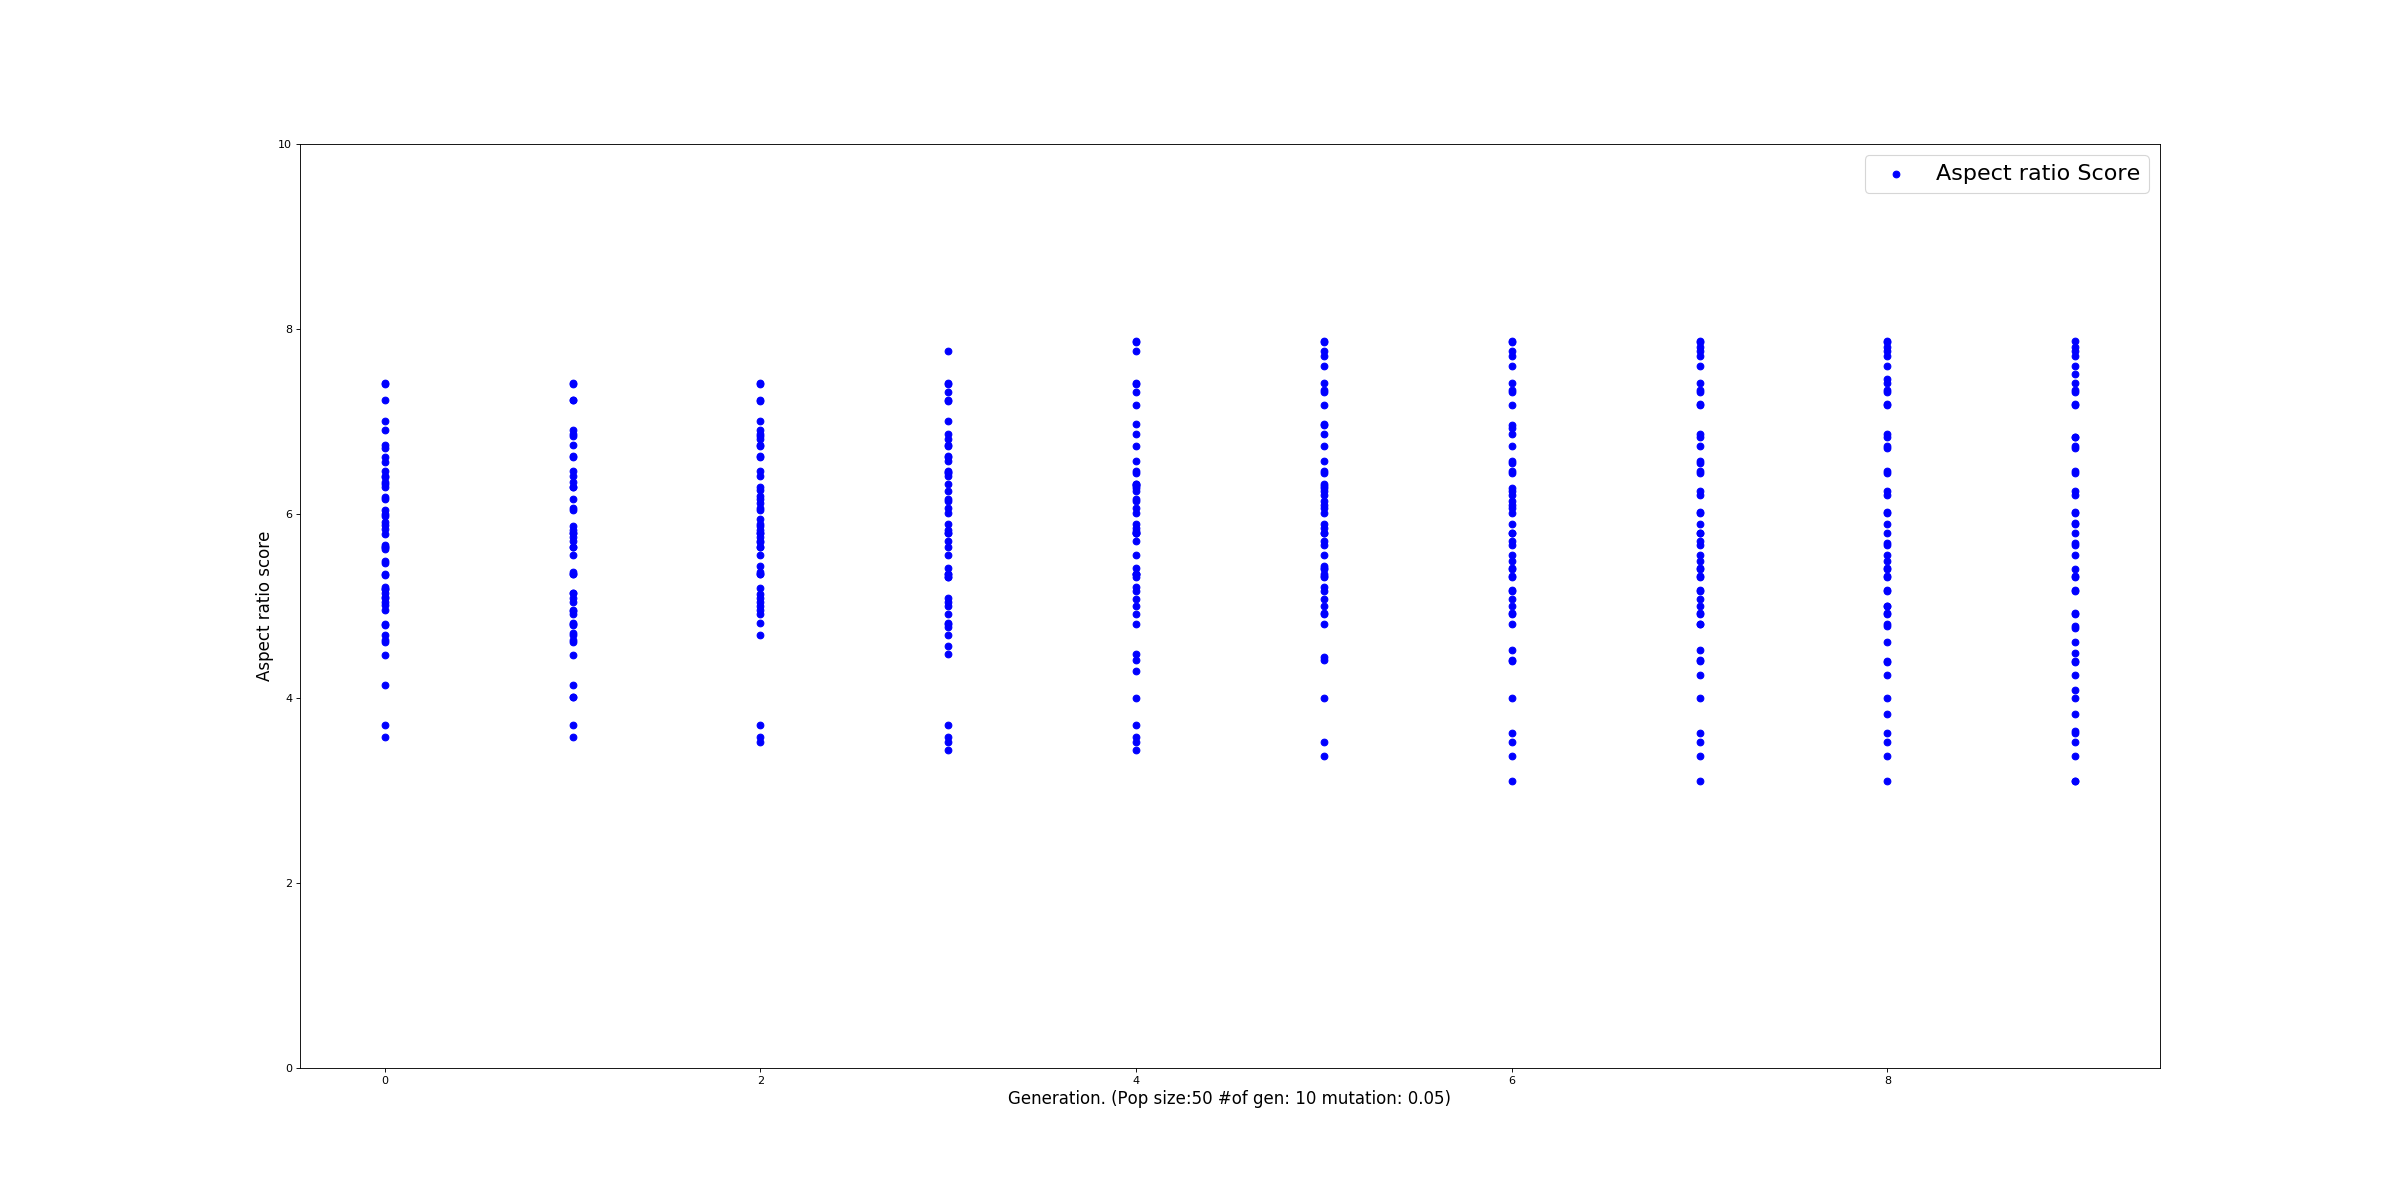 10
Aspect ratio Score
8
6
4
2
0
Aspect ratio score
0 2 4 6 8
Generation. (Pop size:50 #of gen: 10 mutation: 0.05)